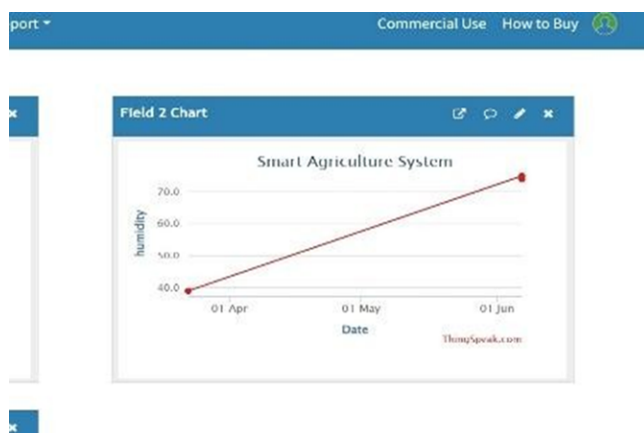 port
Commercial Use How to Buy
Field 2 Chart
Smart Agriculture System
70.0
60.0
50.0
40.0
humidity
01 Apr 01 May 01 Jun
Date
ThingSpeak.com